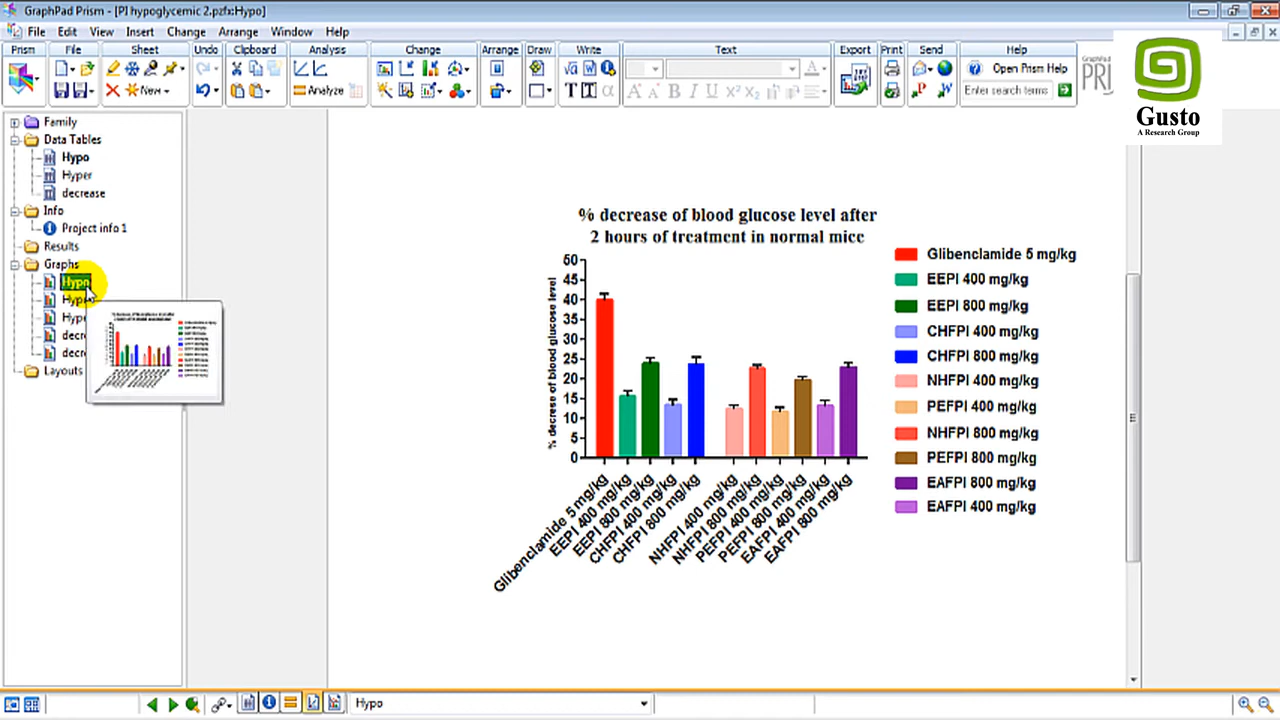 GraphPad Prism - [PI hypoglycemic 2.pzfx:Hypo]
File Edit View Insert Change Arrange Window Help
Prism File Sheet Undo Clipboard Analysis Change Arrange Draw Write Text Export Print Send Help
New
Analyze
Open Prism Help
Enter search terms
GraphPad
PRI
Gusto
A Research Group
Family
Data Tables
Hypo
Hyper
decrease
Info
Project info 1
Results
Graphs
Hypo
Layouts
% decrease of blood glucose level after
2 hours of treatment in normal mice
% decrese of blood glucose level
50
45
40
35
30
25
20
15
10
5
0
Glibenclamide 5 mg/kg
EEPI 400 mg/kg
EEPI 800 mg/kg
CHFPI 400 mg/kg
CHFPI 800 mg/kg
NHFPI 400 mg/kg
NHFPI 800 mg/kg
PEFPI 400 mg/kg
PEFPI 800 mg/kg
EAFPI 400 mg/kg
EAFPI 800 mg/kg
Glibenclamide 5 mg/kg
EEPI 400 mg/kg
EEPI 800 mg/kg
CHFPI 400 mg/kg
CHFPI 800 mg/kg
NHFPI 400 mg/kg
PEFPI 400 mg/kg
NHFPI 800 mg/kg
PEFPI 800 mg/kg
EAFPI 800 mg/kg
EAFPI 400 mg/kg
Hypo